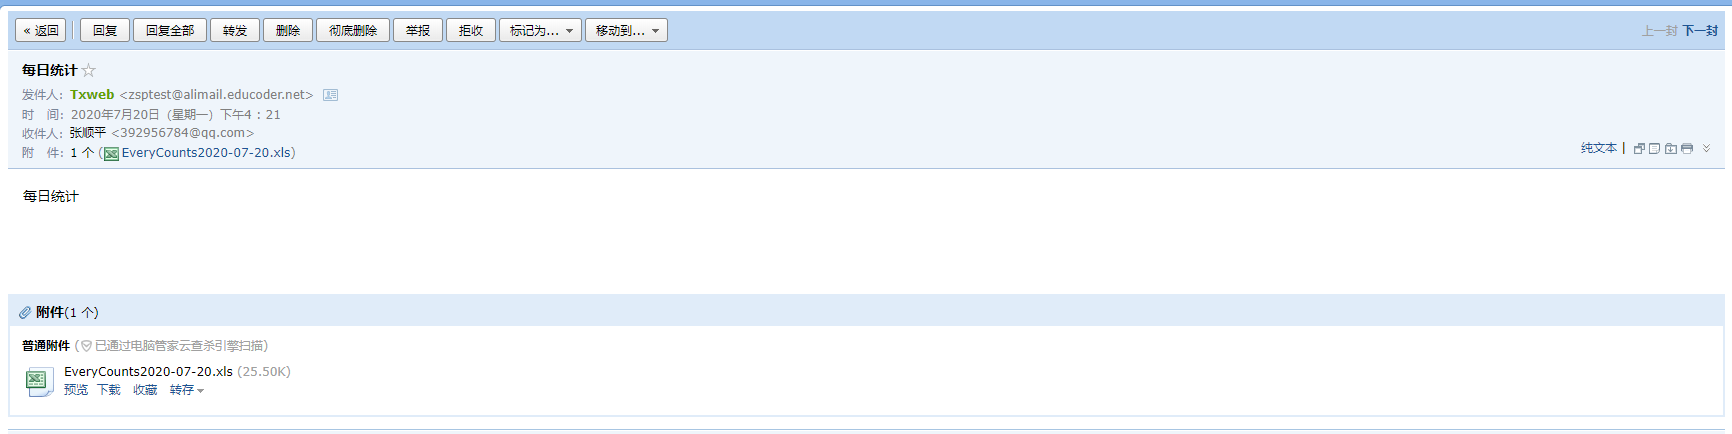 « 返回 回复 回复全部 转发 删除 彻底删除 举报 拒收 标记为... 移动到... 上一封 下一封
每日统计
发件人：Txweb <zsptest@alimail.educoder.net>
时 间：2020年7月20日（星期一）下午4：21
收件人：张顺平 <392956784@qq.com>
附 件：1 个 (EveryCounts2020-07-20.xls)
纯文本 |
每日统计
附件(1 个)
普通附件 (已通过电脑管家云查杀引擎扫描)
EveryCounts2020-07-20.xls (25.50K)
预览 下载 收藏 转存